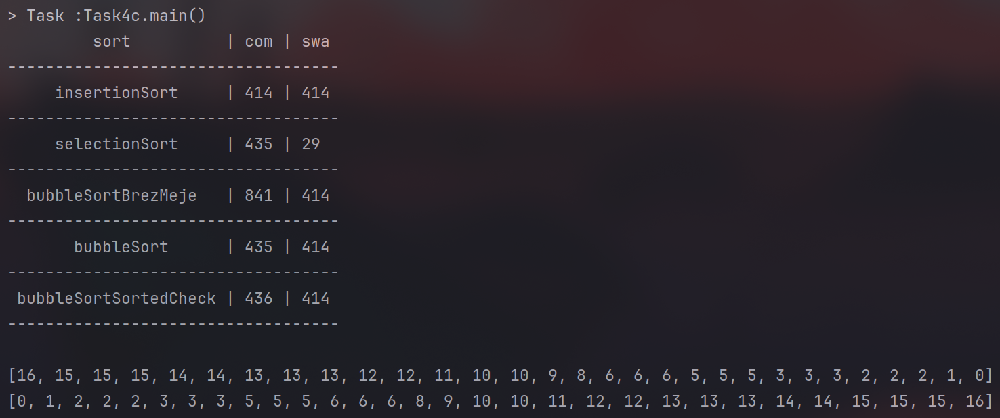 > Task :Task4c.main()
         sort          | com | swa
-----------------------------------
     insertionSort     | 414 | 414
-----------------------------------
     selectionSort     | 435 | 29
-----------------------------------
  bubbleSortBrezMeje   | 841 | 414
-----------------------------------
       bubbleSort      | 435 | 414
-----------------------------------
 bubbleSortSortedCheck | 436 | 414
-----------------------------------
[16, 15, 15, 15, 14, 14, 13, 13, 13, 12, 12, 11, 10, 10, 9, 8, 6, 6, 6, 5, 5, 5, 3, 3, 3, 2, 2, 2, 1, 0]
[0, 1, 2, 2, 2, 3, 3, 3, 5, 5, 5, 6, 6, 6, 8, 9, 10, 10, 11, 12, 12, 13, 13, 13, 14, 14, 15, 15, 15, 16]